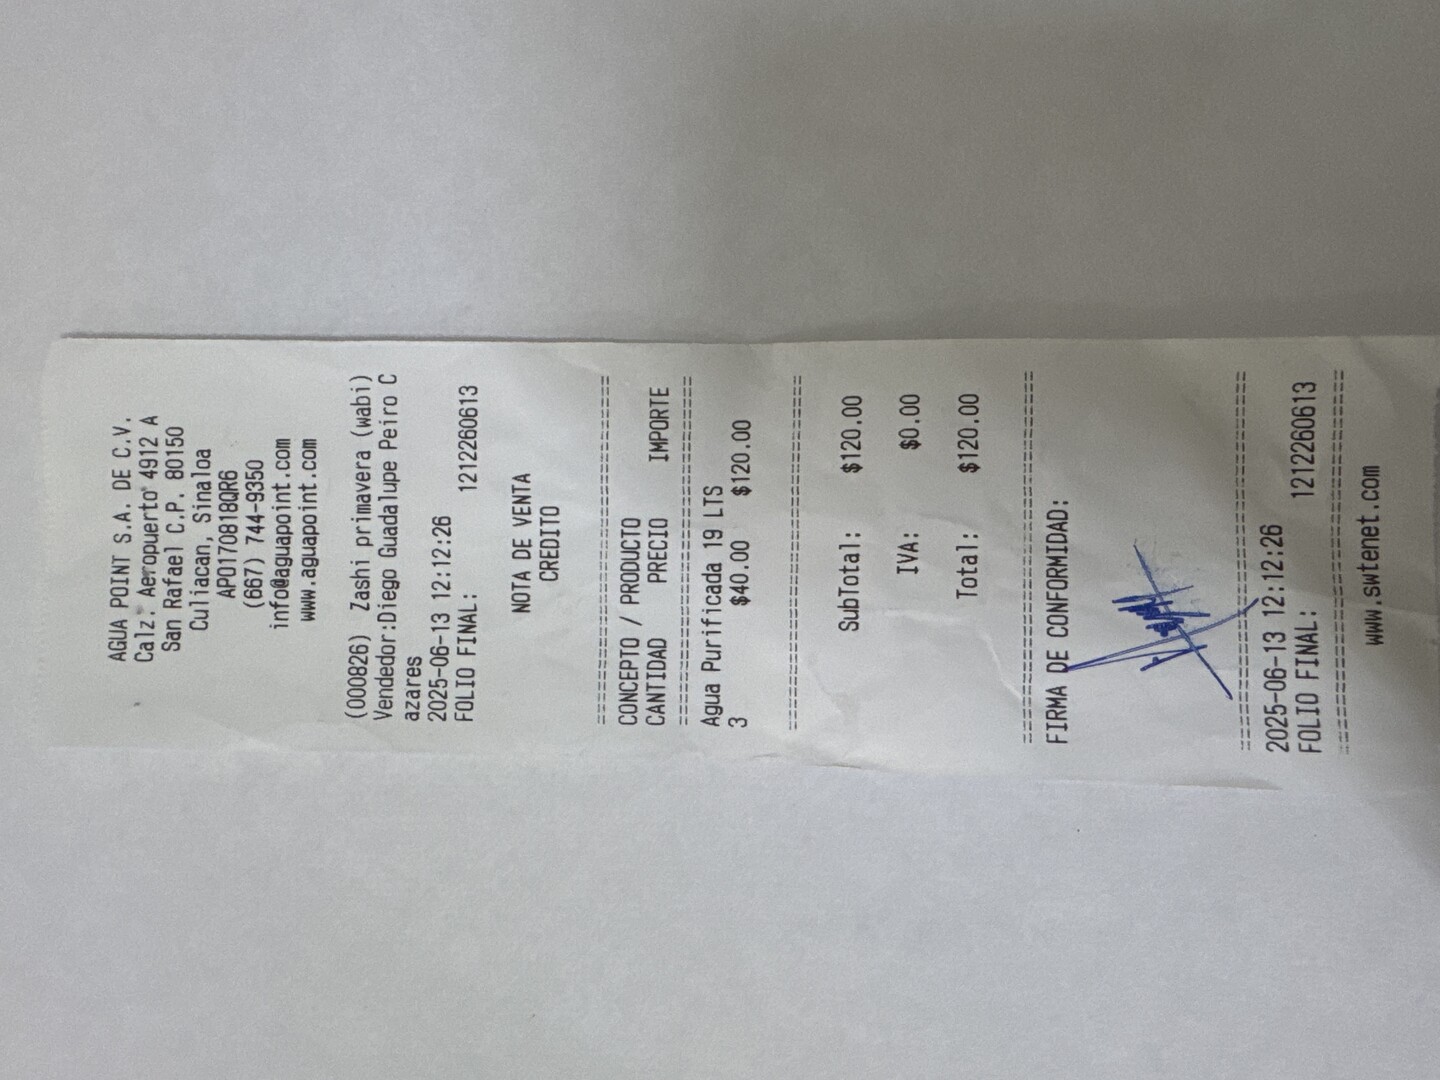 AGUA POINT S.A. DE C.V.
Calz. Aeropuerto 4912 A
San Rafael C.P. 80150
Culiacan, Sinaloa
APO170818QR6
(667) 744-9350
info@aguapoint.com
www.aguapoint.com
(000826) Zashi primavera (wabi)
Vendedor:Diego Guadalupe Peiro C
azares
2025-06-13 12:12:26
FOLIO FINAL: 1212260613
NOTA DE VENTA
CREDITO
================================
CONCEPTO / PRODUCTO
CANTIDAD PRECIO IMPORTE
================================
Agua Purificada 19 LTS
3 $40.00 $120.00
================================
SubTotal: $120.00
IVA: $0.00
Total: $120.00
================================
FIRMA DE CONFORMIDAD:
================================
2025-06-13 12:12:26
FOLIO FINAL: 1212260613
================================
www.swtenet.com